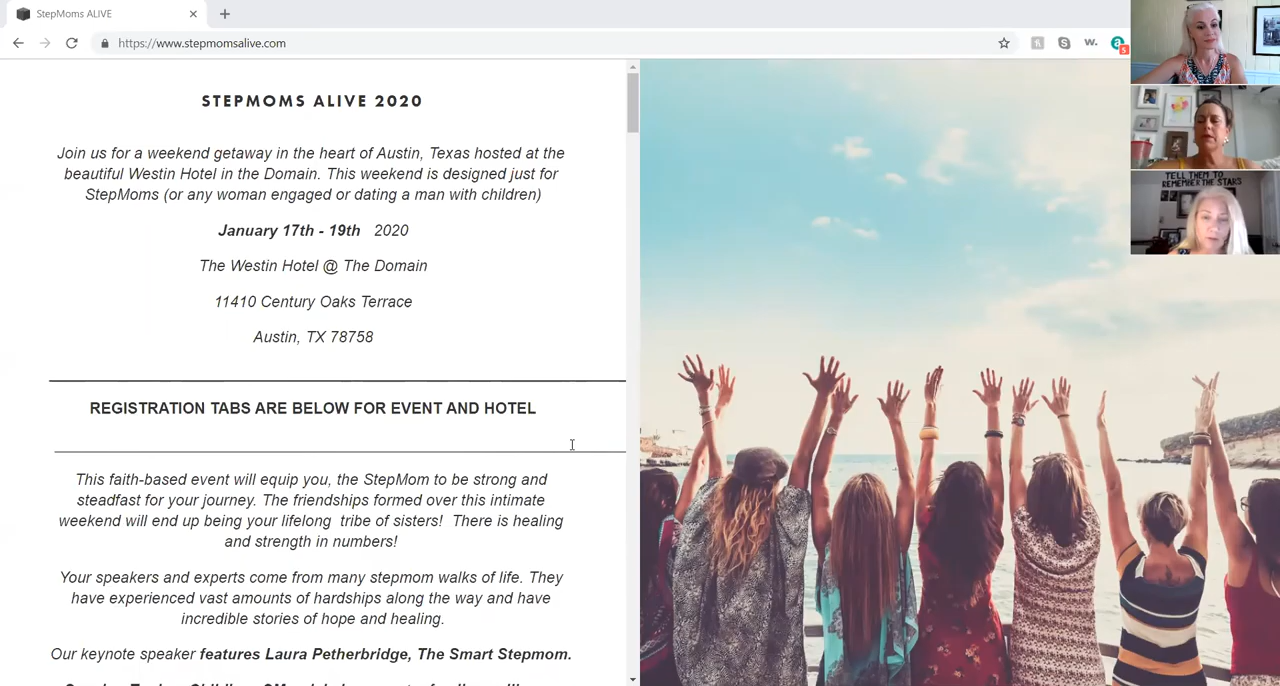 StepMoms ALIVE
https://www.stepmomsalive.com
w.
a
5
STEPMOMS ALIVE 2020
Join us for a weekend getaway in the heart of Austin, Texas hosted at the
beautiful Westin Hotel in the Domain. This weekend is designed just for
StepMoms (or any woman engaged or dating a man with children)
January 17th - 19th 2020
The Westin Hotel @ The Domain
11410 Century Oaks Terrace
Austin, TX 78758
REGISTRATION TABS ARE BELOW FOR EVENT AND HOTEL
This faith-based event will equip you, the StepMom to be strong and
steadfast for your journey. The friendships formed over this intimate
weekend will end up being your lifelong tribe of sisters! There is healing
and strength in numbers!
Your speakers and experts come from many stepmom walks of life. They
have experienced vast amounts of hardships along the way and have
incredible stories of hope and healing.
Our keynote speaker features Laura Petherbridge, The Smart Stepmom.
TELL THEM TO
REMEMBER THE STARS